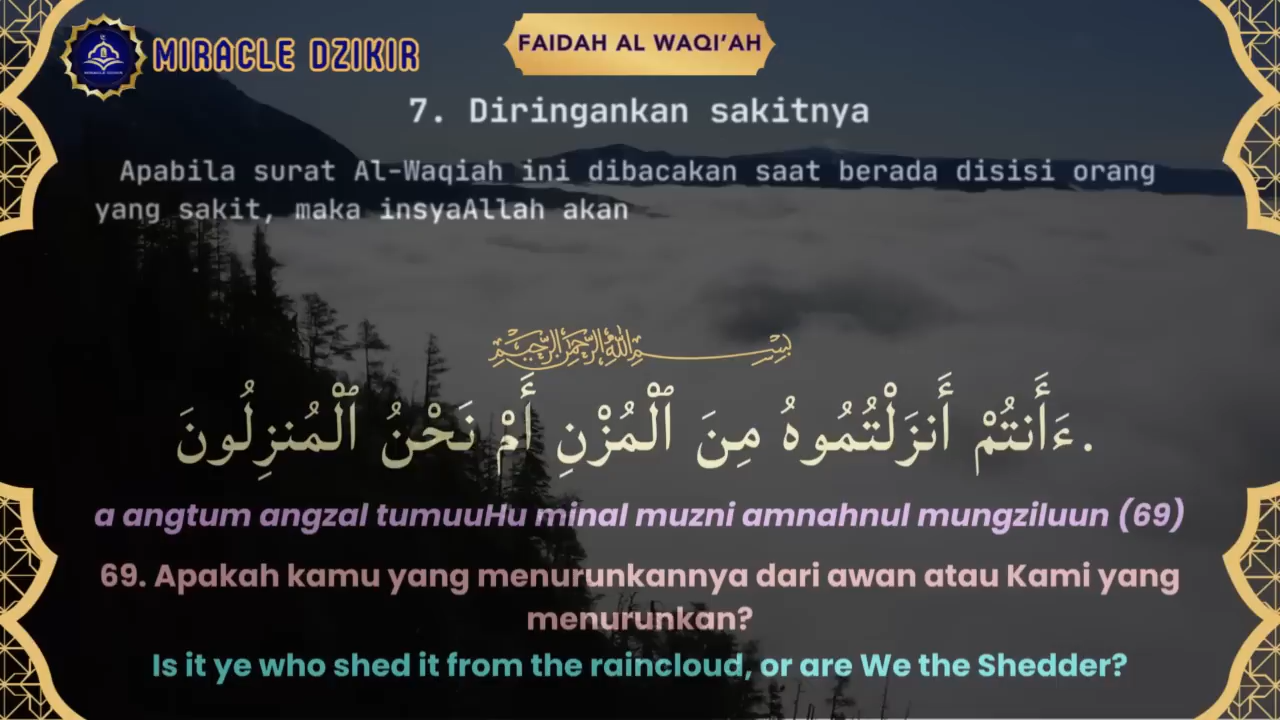 MIRACLE DZIKIR
FAIDAH AL WAQI’AH
7. Diringankan sakitnya
Apabila surat Al-Waqiah ini dibacakan saat berada disisi orang
yang sakit, maka insyaAllah akan
بِسْمِ اللهِ الرَّحْمَنِ الرَّحِيمِ
ءَأَنتُمْ أَنزَلْتُمُوهُ مِنَ ٱلْمُزْنِ أَمْ نَحْنُ ٱلْمُنزِلُونَ.
a angtum angzal tumuuHu minal muzni amnahnul mungziluun (69)
69. Apakah kamu yang menurunkannya dari awan atau Kami yang
menurunkan?
Is it ye who shed it from the raincloud, or are We the Shedder?